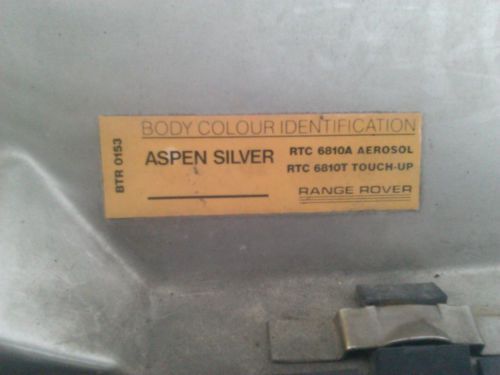 BODY COLOUR IDENTIFICATION
BTR 0153
ASPEN SILVER
RTC 6810A AEROSOL
RTC 6810T TOUCH-UP
RANGE ROVER